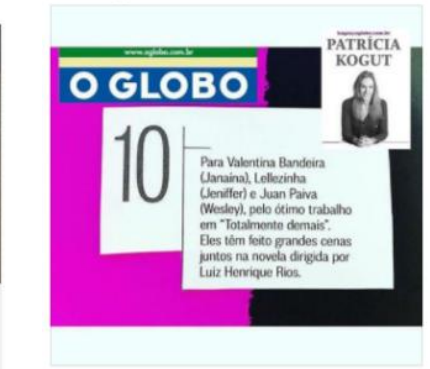 www.oglobo.com.br
O GLOBO
PATRÍCIA
KOGUT
10
Para Valentina Bandeira
(Janaína), Lellezinha
(Jeniffer) e Juan Paiva
(Wesley), pelo ótimo trabalho
em "Totalmente demais".
Eles têm feito grandes cenas
juntos na novela dirigida por
Luiz Henrique Rios.